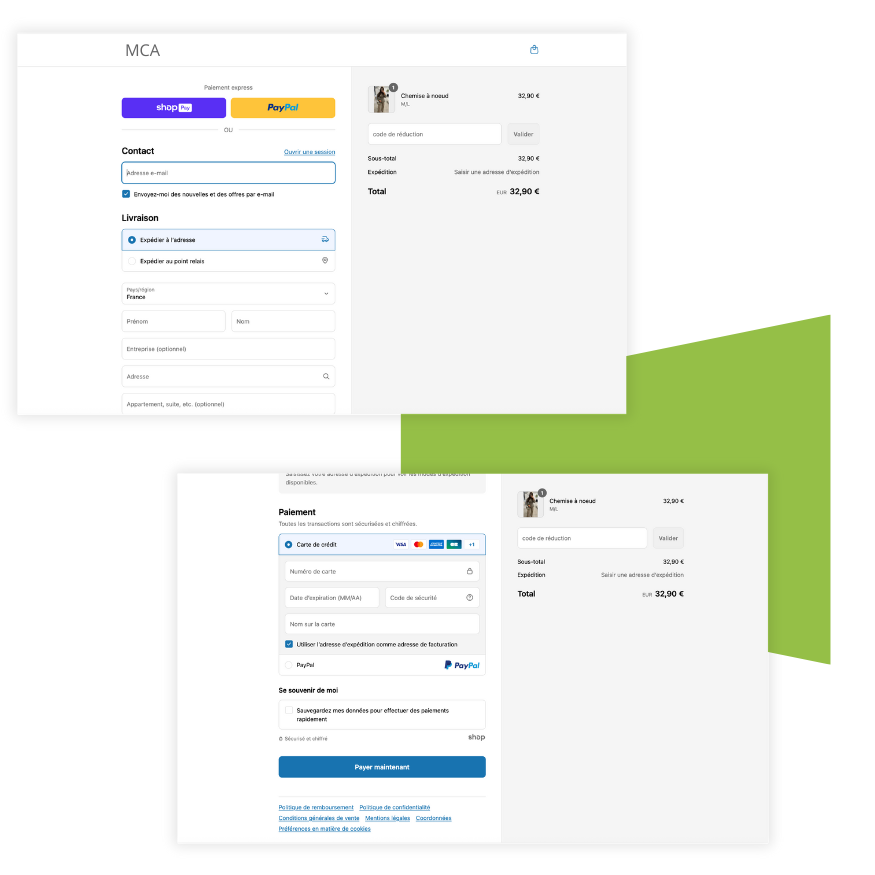 MCA
Paiement express
shop Pay
PayPal
OU
Contact
Ouvrir une session
Adresse e-mail
Envoyez-moi des nouvelles et des offres par e-mail
Livraison
Expédier à l'adresse
Expédier au point relais
Pays/région
France
Prénom
Nom
Entreprise (optionnel)
Adresse
Appartement, suite, etc. (optionnel)
1
Chemise à noeud
32,90 €
M/L
code de réduction
Valider
Sous-total
32,90 €
Expédition
Saisir une adresse d'expédition
Total
EUR 32,90 €
Saisissez votre adresse d'expédition pour voir les modes d'expédition
disponibles.
Paiement
Toutes les transactions sont sécurisées et chiffrées.
Carte de crédit
VISA
+1
Numéro de carte
Date d'expiration (MM/AA)
Code de sécurité
Nom sur la carte
Utiliser l'adresse d'expédition comme adresse de facturation
PayPal
PayPal
Se souvenir de moi
Sauvegardez mes données pour effectuer des paiements
rapidement
Sécurisé et chiffré
shop
Payer maintenant
Politique de remboursement
Politique de confidentialité
Conditions générales de vente
Mentions légales
Coordonnées
Préférences en matière de cookies
1
Chemise à noeud
32,90 €
M/L
code de réduction
Valider
Sous-total
32,90 €
Expédition
Saisir une adresse d'expédition
Total
EUR 32,90 €